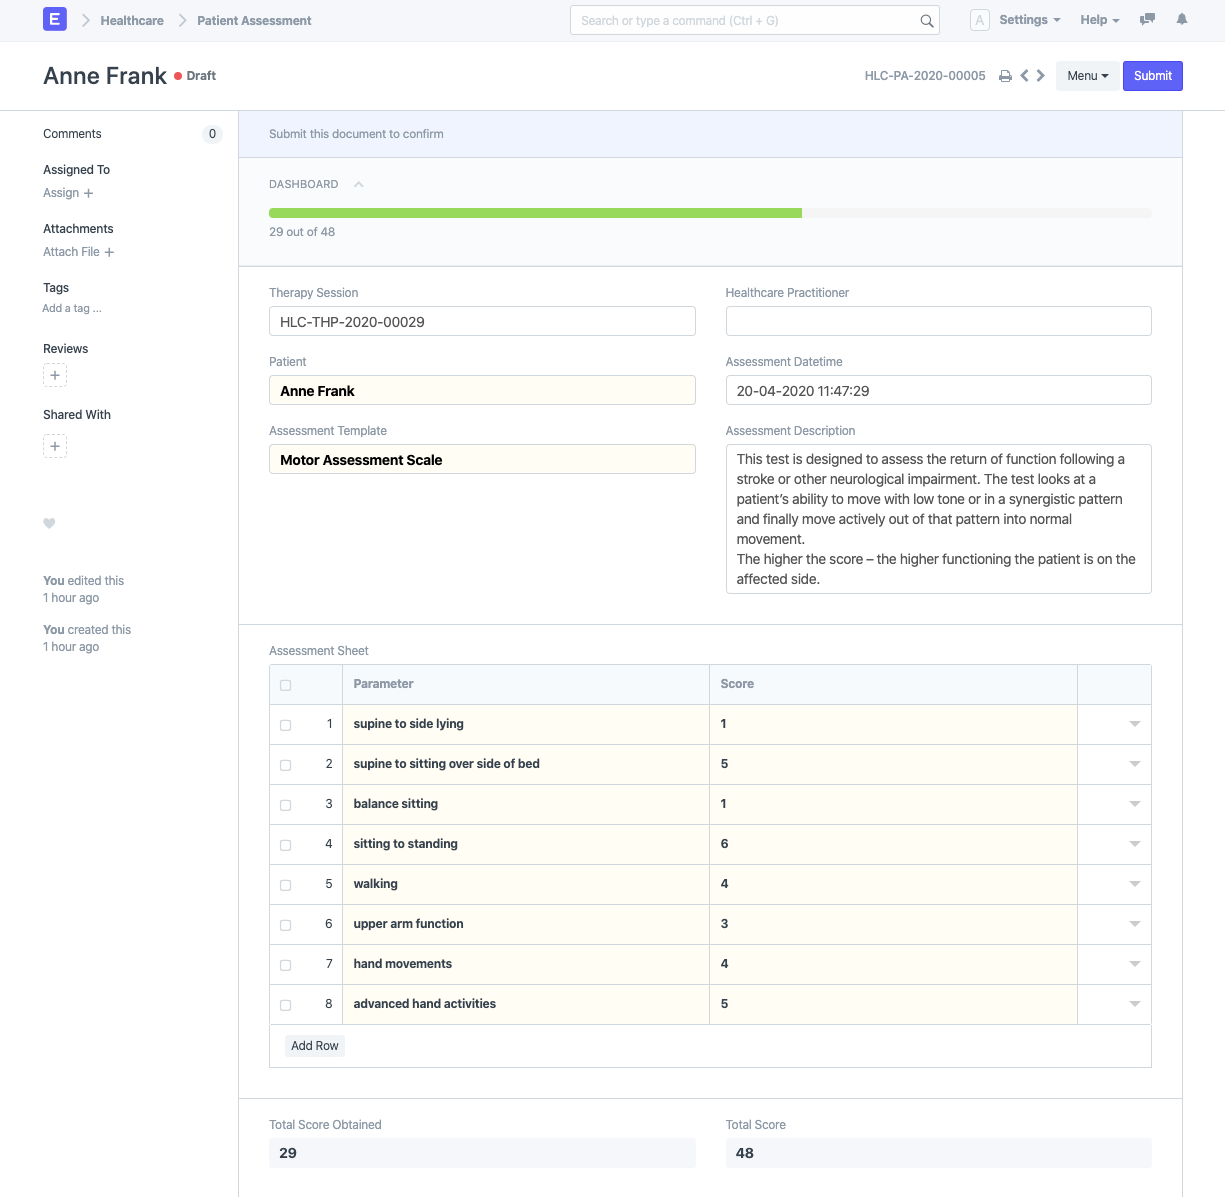 E Healthcare Patient Assessment Search or type a command (Ctrl + G) A Settings Help
Anne Frank Draft HLC-PA-2020-00005 Menu Submit
Comments 0
Assigned To
Assign +
Attachments
Attach File +
Tags
Add a tag ...
Reviews
+
Shared With
+
You edited this
1 hour ago
You created this
1 hour ago
Submit this document to confirm
DASHBOARD
29 out of 48
Therapy Session
HLC-THP-2020-00029
Patient
Anne Frank
Assessment Template
Motor Assessment Scale
Healthcare Practitioner
Assessment Datetime
20-04-2020 11:47:29
Assessment Description
This test is designed to assess the return of function following a
stroke or other neurological impairment. The test looks at a
patient’s ability to move with low tone or in a synergistic pattern
and finally move actively out of that pattern into normal
movement.
The higher the score – the higher functioning the patient is on the
affected side.
Assessment Sheet
Parameter Score
1 supine to side lying 1
2 supine to sitting over side of bed 5
3 balance sitting 1
4 sitting to standing 6
5 walking 4
6 upper arm function 3
7 hand movements 4
8 advanced hand activities 5
Add Row
Total Score Obtained
29
Total Score
48